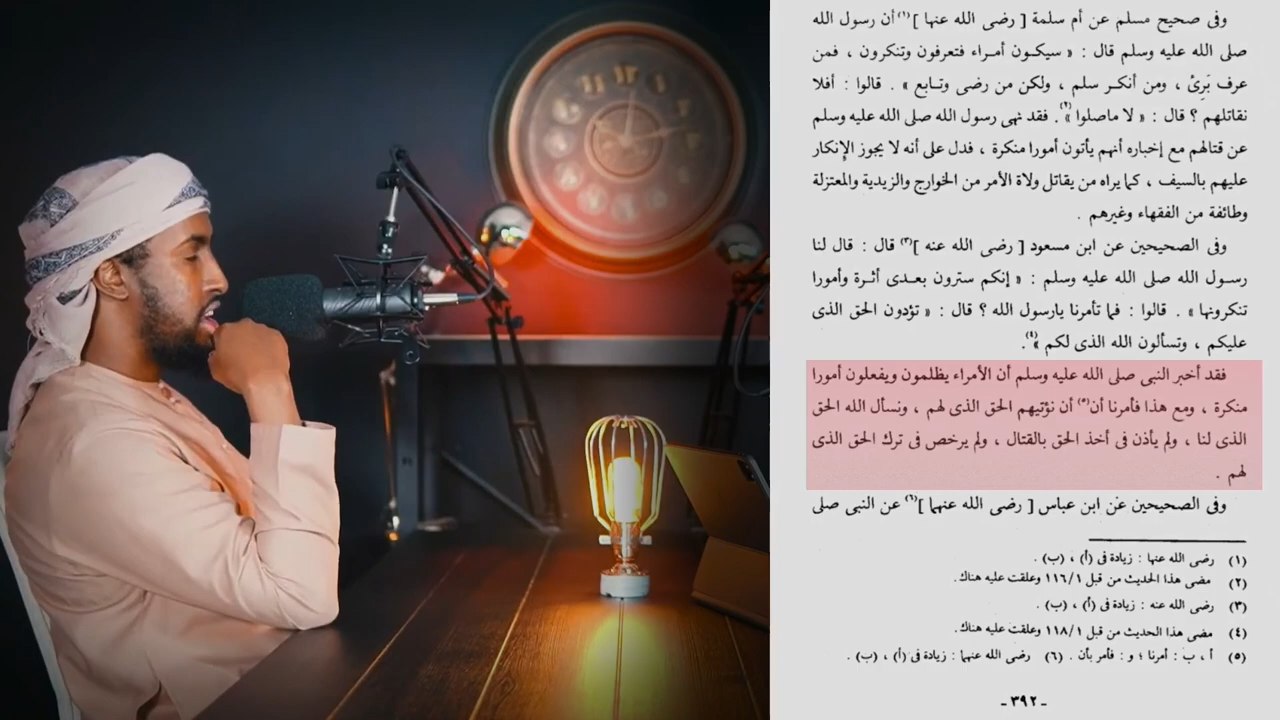 وفى صحيح مسلم عن أم سلمة [ رضى الله عنها ]⁽¹⁾ أن رسول الله
صلى الله عليه وسلم قال : « سيكون أمراء فتعرفون وتنكرون ، فمن
عرف بَرِئ ، ومن أنكر سلم ، ولكن من رضى وتابع » . قالوا : أفلا
نقاتلهم ؟ قال : « لا ماصلوا »⁽²⁾. فقد نهى رسول الله صلى الله عليه وسلم
عن قتالهم مع إخباره أنهم يأتون أمورا منكرة ، فدل على أنه لا يجوز الإنكار
عليهم بالسيف ، كما يراه من يقاتل ولاة الأمر من الخوارج والزيدية والمعتزلة
وطائفة من الفقهاء وغيرهم .
وفى الصحيحين عن ابن مسعود [ رضى الله عنه ]⁽³⁾ قال : قال لنا
رسول الله صلى الله عليه وسلم : « إنكم سترون بعدى أثرة وأمورا
تنكرونها » . قالوا : فما تأمرنا يارسول الله ؟ قال : « تؤدون الحق الذى
عليكم ، وتسألون الله الذى لكم »⁽⁴⁾.
فقد أخبر النبى صلى الله عليه وسلم أن الأمراء يظلمون ويفعلون أمورا
منكرة ، ومع هذا فأمرنا أن⁽⁵⁾ أن نؤتيهم الحق الذى لهم ، ونسأل الله الحق
الذى لنا ، ولم يأذن فى أخذ الحق بالقتال ، ولم يرخص فى ترك الحق الذى
لهم .
وفى الصحيحين عن ابن عباس [ رضى الله عنهما ]⁽⁶⁾ عن النبى صلى
(١) رضى الله عنها : زيادة فى (أ) ، (ب) .
(٢) مضى هذا الحديث من قبل ١١٦/١ وعلقت عليه هناك.
(٣) رضى الله عنه : زيادة فى (أ) ، (ب) .
(٤) مضى هذا الحديث من قبل ١١٨/١ وعلقت عليه هناك.
(٥) أ ، ب : أمرنا ؛ و : فأمر بأن . (٦) رضى الله عنهما : زيادة فى (أ) ، (ب) .
-٣٩٢-